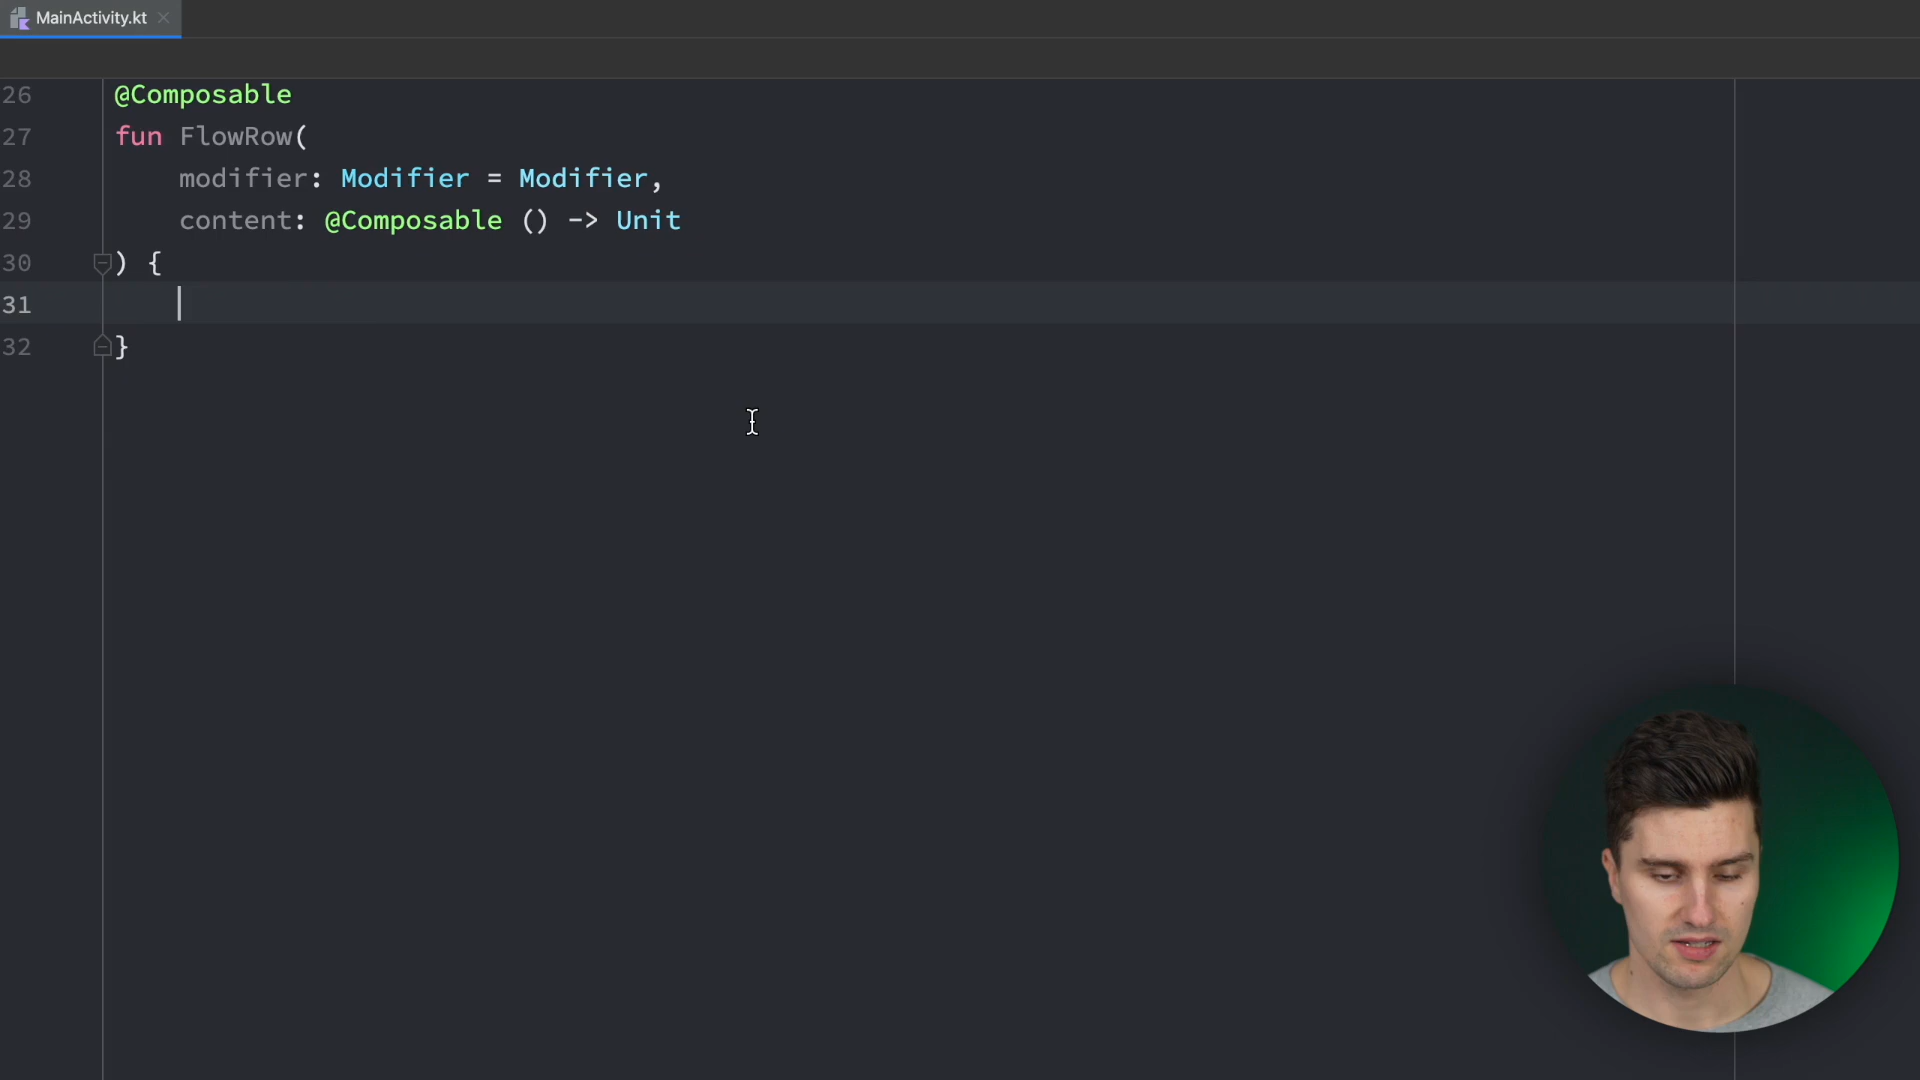 MainActivity.kt
26 @Composable
27 fun FlowRow(
28 modifier: Modifier = Modifier,
29 content: @Composable () -> Unit
30 ) {
31
32 }